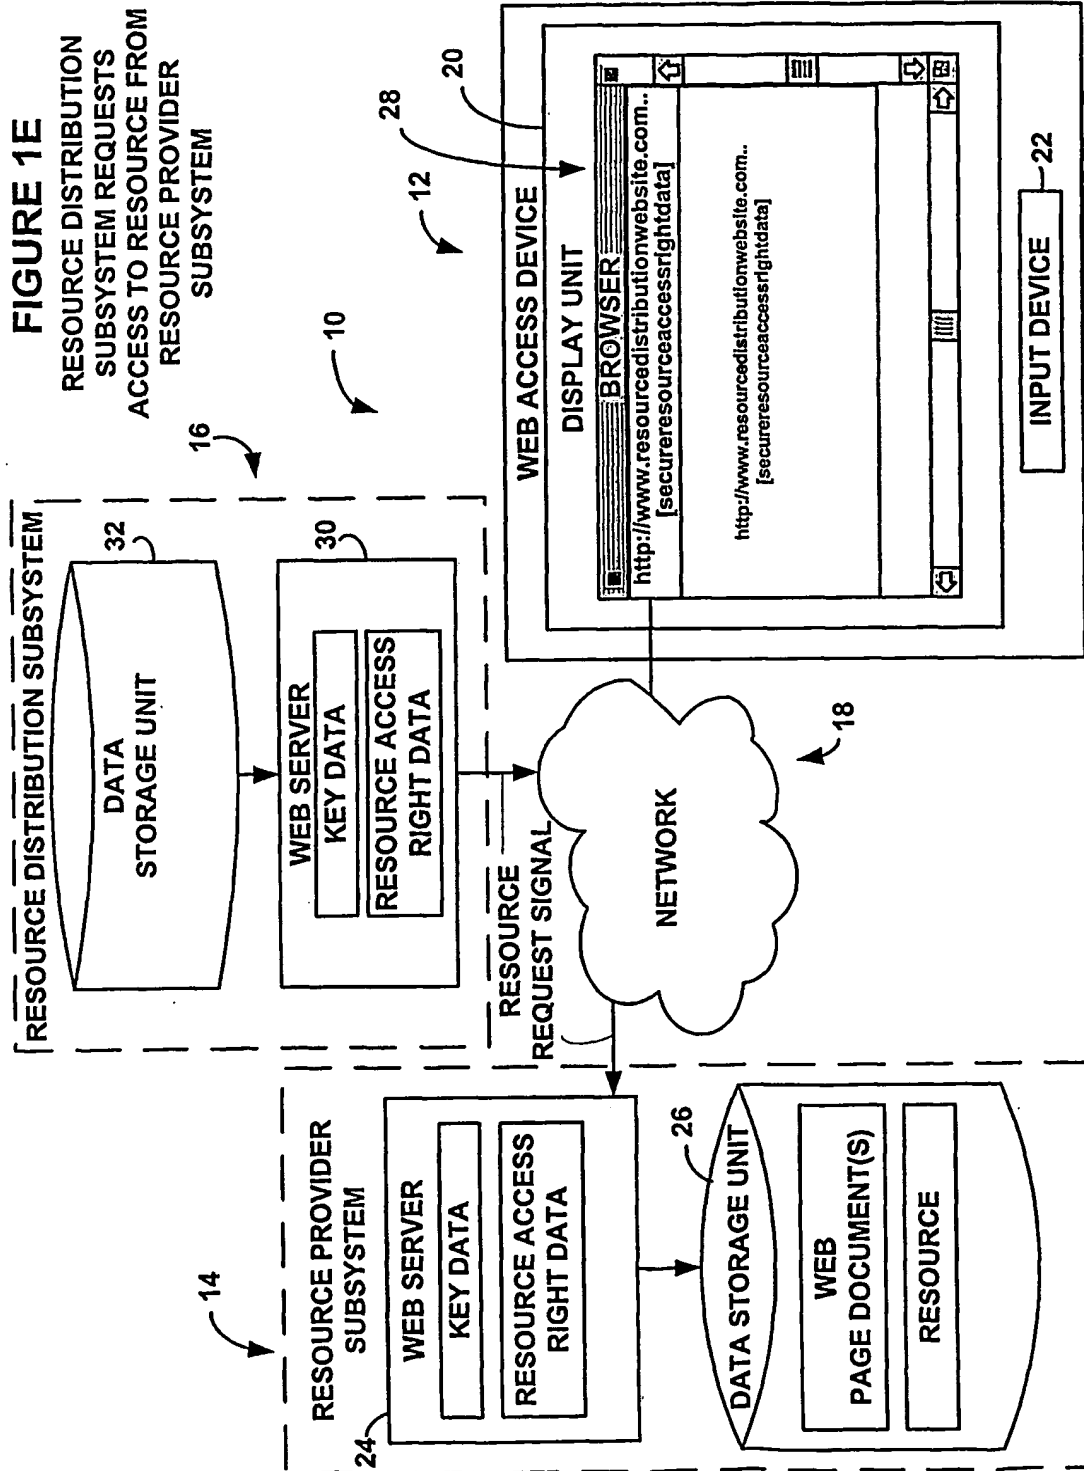 FIGURE 1E
RESOURCE DISTRIBUTION
SUBSYSTEM REQUESTS
ACCESS TO RESOURCE FROM
RESOURCE PROVIDER
SUBSYSTEM
10
12
14
16
18
RESOURCE DISTRIBUTION SUBSYSTEM
32
DATA
STORAGE UNIT
30
WEB SERVER
KEY DATA
RESOURCE ACCESS
RIGHT DATA
RESOURCE
REQUEST SIGNAL
NETWORK
RESOURCE PROVIDER
SUBSYSTEM
24
WEB SERVER
KEY DATA
RESOURCE ACCESS
RIGHT DATA
26
DATA STORAGE UNIT
WEB
PAGE DOCUMENT(S)
RESOURCE
20
28
WEB ACCESS DEVICE
DISPLAY UNIT
BROWSER
http://www.resourcedistributionwebsite.com..
[secureresourceaccessrightdata]
http://www.resourcedistributionwebsite.com..
[secureresourceaccessrightdata]
INPUT DEVICE
22